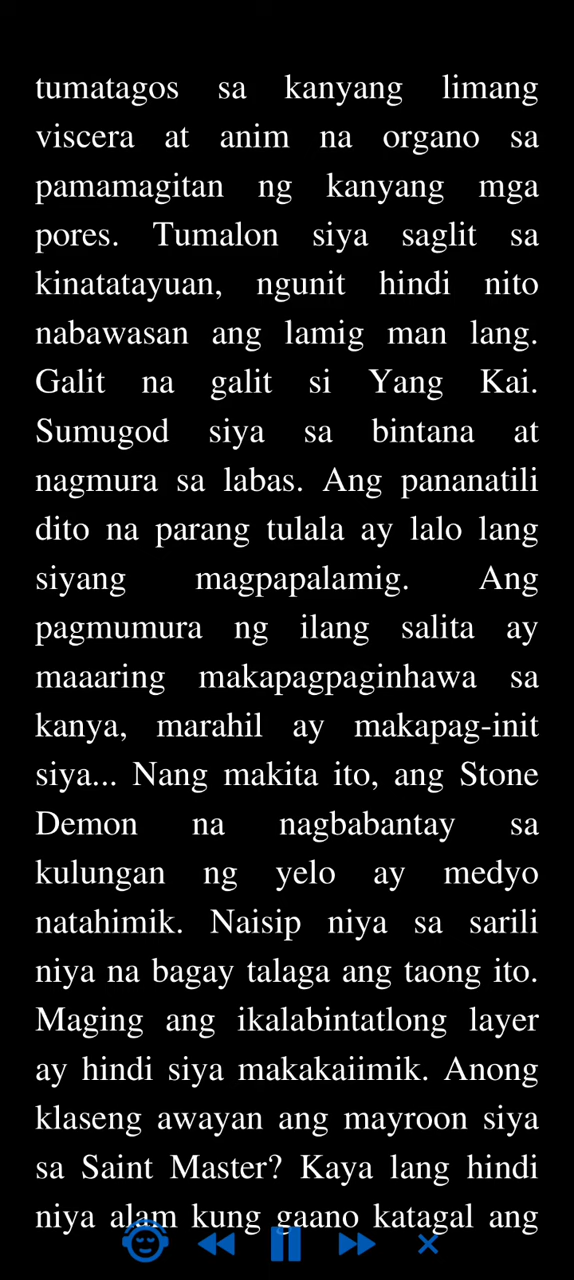 tumatagos sa kanyang limang
viscera at anim na organo sa
pamamagitan ng kanyang mga
pores. Tumalon siya saglit sa
kinatatayuan, ngunit hindi nito
nabawasan ang lamig man lang.
Galit na galit si Yang Kai.
Sumugod siya sa bintana at
nagmura sa labas. Ang pananatili
dito na parang tulala ay lalo lang
siyang magpapalamig. Ang
pagmumura ng ilang salita ay
maaaring makapagpaginhawa sa
kanya, marahil ay makapag-init
siya... Nang makita ito, ang Stone
Demon na nagbabantay sa
kulungan ng yelo ay medyo
natahimik. Naisip niya sa sarili
niya na bagay talaga ang taong ito.
Maging ang ikalabintatlong layer
ay hindi siya makakaiimik. Anong
klaseng awayan ang mayroon siya
sa Saint Master? Kaya lang hindi
niya alam kung gaano katagal ang